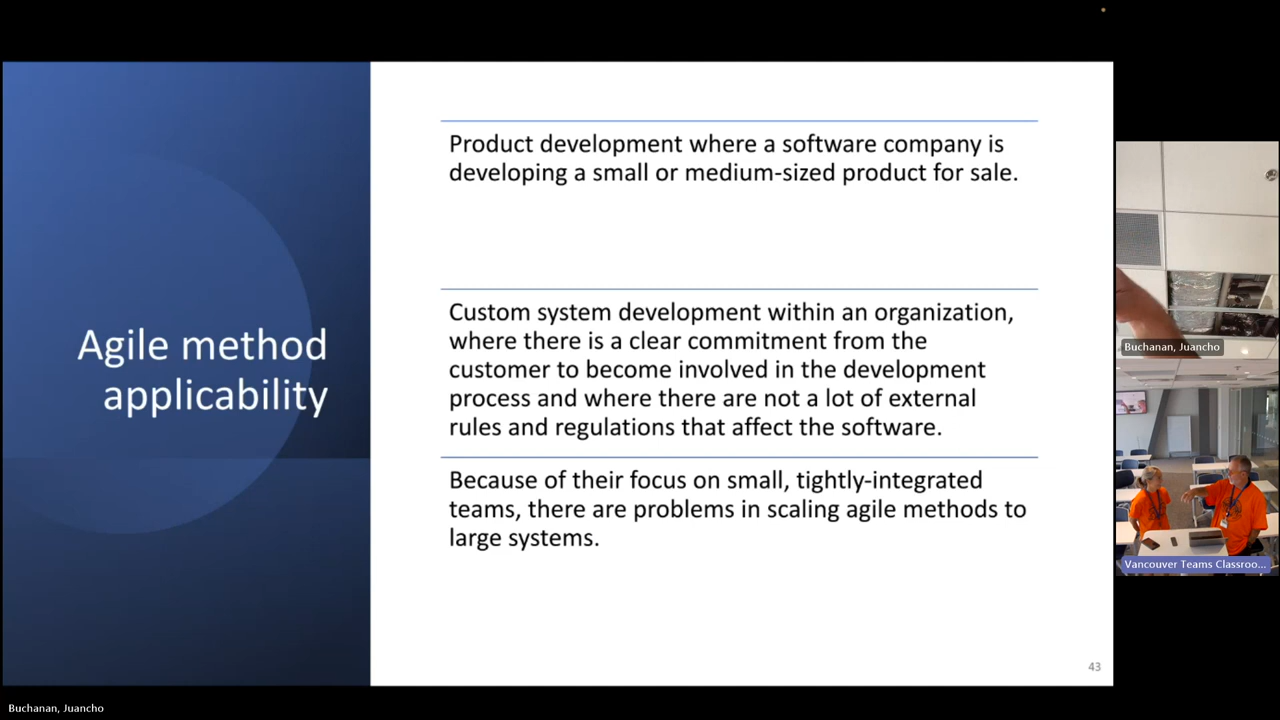 Agile method
applicability
Product development where a software company is
developing a small or medium-sized product for sale.
Custom system development within an organization,
where there is a clear commitment from the
customer to become involved in the development
process and where there are not a lot of external
rules and regulations that affect the software.
Because of their focus on small, tightly-integrated
teams, there are problems in scaling agile methods to
large systems.
43
Buchanan, Juancho
Vancouver Teams Classroo...
Buchanan, Juancho